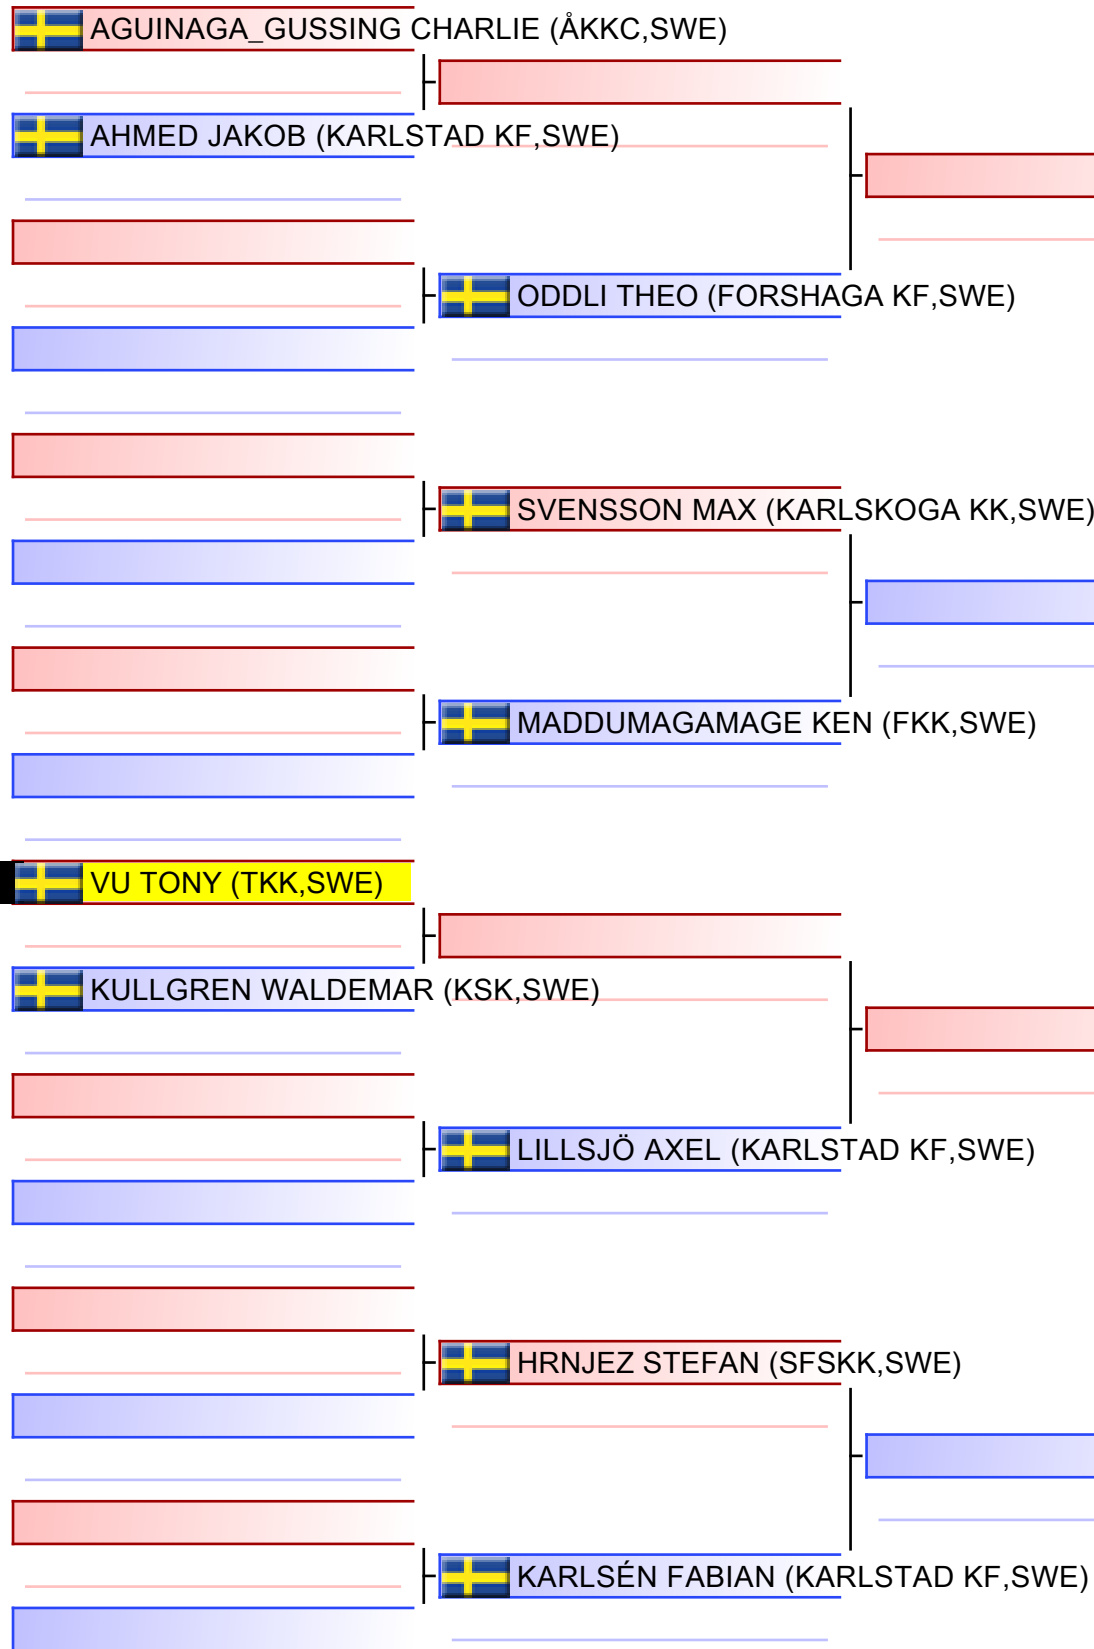 AGUINAGA_GUSSING CHARLIE (ÅKKC,SWE)
AHMED JAKOB (KARLSTAD KF,SWE)
ODDLI THEO (FORSHAGA KF,SWE)
SVENSSON MAX (KARLSKOGA KK,SWE)
MADDUMAGAMAGE KEN (FKK,SWE)
VU TONY (TKK,SWE)
KULLGREN WALDEMAR (KSK,SWE)
LILLSJÖ AXEL (KARLSTAD KF,SWE)
HRNJEZ STEFAN (SFSKK,SWE)
KARLSÉN FABIAN (KARLSTAD KF,SWE)